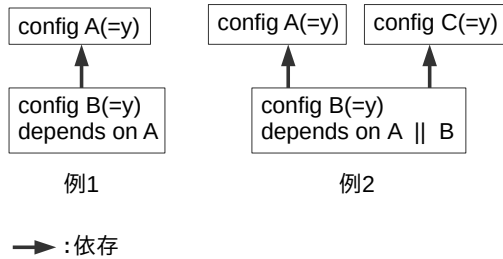 config A(=y)
config B(=y)
depends on A
例1
config A(=y)
config C(=y)
config B(=y)
depends on A || B
例2
:依存